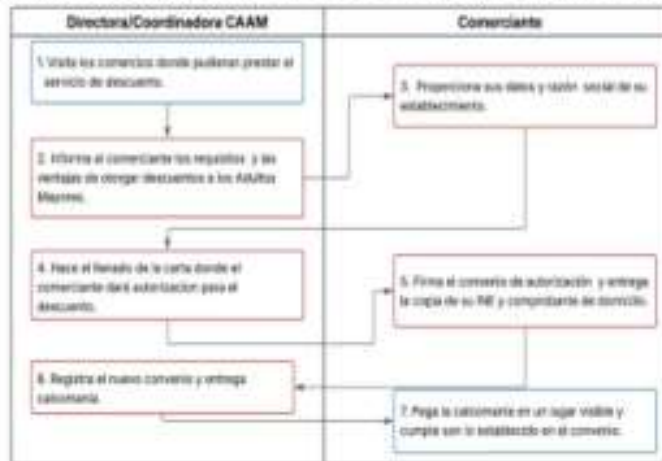 Directora/Coordinadora CAAM
Comerciante
1. Visita los comercios donde pudieran prestar el
servicio de descuento.
3. Proporciona sus datos y razón social de su
establecimiento.
2. Informa al comerciante los requisitos y las
ventajas de otorgar descuentos a los Adultos
Mayores.
4. Hace el llenado de la carta donde el
comerciante dará autorizacion para el
descuento.
5. Firma el convenio de autorización y entrega
la copia de su INE y comprobante de domicilio.
6. Registra el nuevo convenio y entrega
calcomanía.
7. Pega la calcomanía en un lugar visible y
cumple con lo establecido en el convenio.